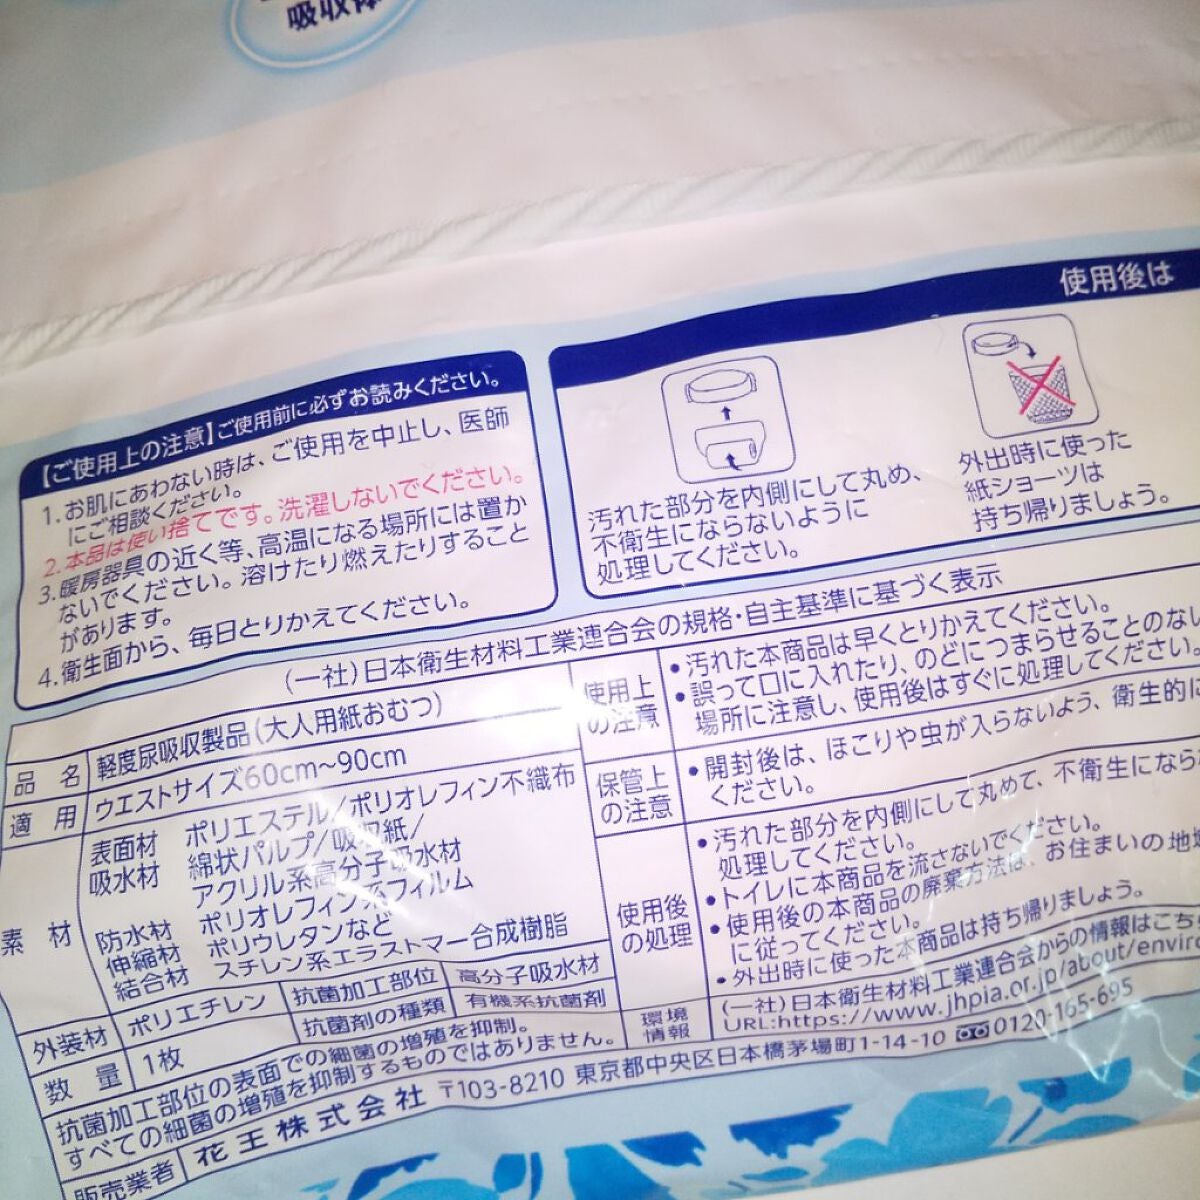 吸収体
【ご使用上の注意】ご使用前に必ずお読みください。
1.お肌にあわない時は、ご使用を中止し、医師
にご相談ください。
2.本品は使い捨てです。洗濯しないでください。
3.暖房器具の近く等、高温になる場所には置か
ないでください。溶けたり燃えたりすること
があります。
4.衛生面から、毎日とりかえてください。
使用後は
汚れた部分を内側にして丸め、
不衛生にならないように
処理してください。
外出時に使った
紙ショーツは
持ち帰りましょう。
(一社)日本衛生材料工業連合会の規格・自主基準に基づく表示
品名 軽度尿吸収製品(大人用紙おむつ)
適用 ウエストサイズ60cm~90cm
素材
表面材 ポリエステル/ポリオレフィン不織布
吸水材 綿状パルプ/吸収紙/
アクリル系高分子吸水材
防水材 ポリオレフィン系フィルム
伸縮材 ポリウレタンなど
結合材 スチレン系エラストマー合成樹脂
外装材 ポリエチレン
抗菌加工部位 高分子吸水材
数量 1枚
抗菌剤の種類 有機系抗菌剤
抗菌加工部位の表面での細菌の増殖を抑制。
すべての細菌の増殖を抑制するものではありません。
使用上
の注意
•汚れた本商品は早くとりかえてください。
•誤って口に入れたり、のどにつまらせることのない
場所に注意し、使用後はすぐに処理してください。
保管上
の注意
•開封後は、ほこりや虫が入らないよう、衛生的に
ください。
使用後
の処理
•汚れた部分を内側にして丸めて、不衛生になら
処理してください。
•トイレに本商品を流さないでください。
•使用後の本商品の廃棄方法は、お住まいの地域
に従ってください。
•外出時に使った本商品は持ち帰りましょう。
環境
情報
(一社)日本衛生材料工業連合会からの情報はこち
URL:https://www.jhpia.or.jp/about/enviro
販売業者 花王株式会社 〒103-8210 東京都中央区日本橋茅場町1-14-10 0120-165-695